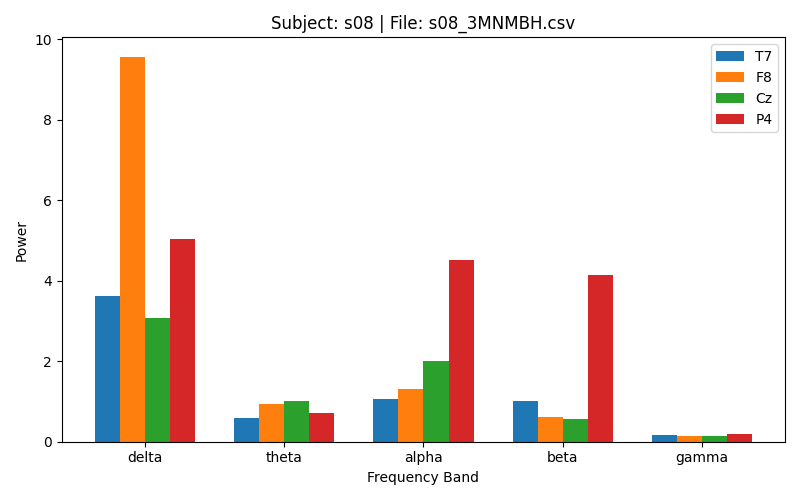 Subject: s08 | File: s08_3MNMBH.csv
10
8
6
4
2
0
Power
T7
F8
Cz
P4
delta theta alpha beta gamma
Frequency Band